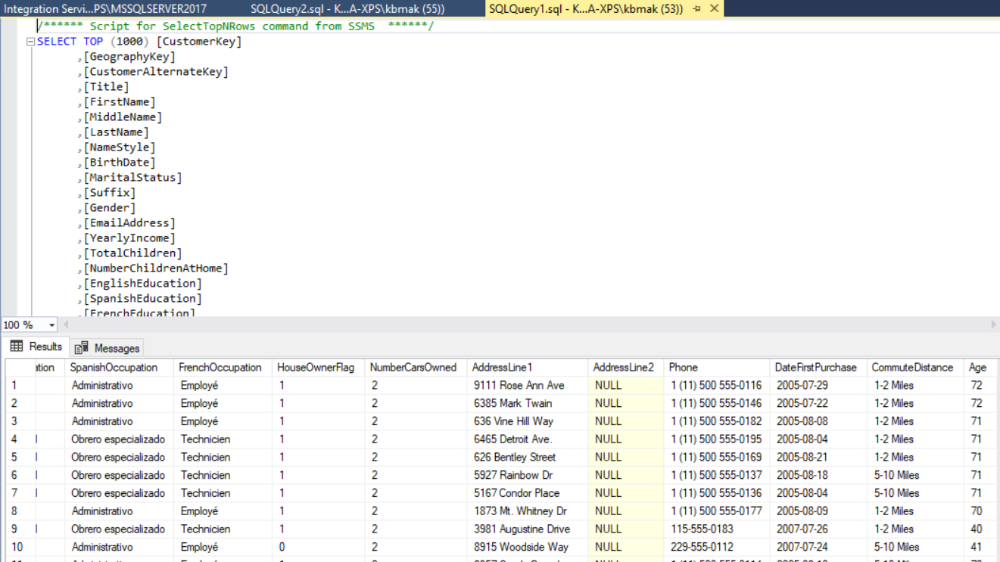 Integration Servi...PS\MSSQLSERVER2017 SQLQuery2.sql - K...A-XPS\kbmak (55)) SQLQuery1.sql - K...A-XPS\kbmak (53))
/****** Script for SelectTopNRows command from SSMS ******/
SELECT TOP (1000) [CustomerKey]
,[GeographyKey]
,[CustomerAlternateKey]
,[Title]
,[FirstName]
,[MiddleName]
,[LastName]
,[NameStyle]
,[BirthDate]
,[MaritalStatus]
,[Suffix]
,[Gender]
,[EmailAddress]
,[YearlyIncome]
,[TotalChildren]
,[NumberChildrenAtHome]
,[EnglishEducation]
,[SpanishEducation]
,[FrenchEducation]
100 %
Results Messages
ation SpanishOccupation FrenchOccupation HouseOwnerFlag NumberCarsOwned AddressLine1 AddressLine2 Phone DateFirstPurchase CommuteDistance Age
1 Administrativo Employé 1 2 9111 Rose Ann Ave NULL 1 (11) 500 555-0116 2005-07-29 1-2 Miles 72
2 Administrativo Employé 1 2 6385 Mark Twain NULL 1 (11) 500 555-0146 2005-07-22 1-2 Miles 72
3 Administrativo Employé 1 2 636 Vine Hill Way NULL 1 (11) 500 555-0182 2005-08-08 1-2 Miles 71
4 l Obrero especializado Technicien 1 2 6465 Detroit Ave. NULL 1 (11) 500 555-0195 2005-08-04 1-2 Miles 71
5 l Obrero especializado Technicien 1 2 626 Bentley Street NULL 1 (11) 500 555-0169 2005-08-21 1-2 Miles 71
6 l Obrero especializado Technicien 1 2 5927 Rainbow Dr NULL 1 (11) 500 555-0137 2005-08-18 5-10 Miles 71
7 l Obrero especializado Technicien 1 2 5167 Condor Place NULL 1 (11) 500 555-0136 2005-08-04 5-10 Miles 71
8 Administrativo Employé 1 2 1873 Mt. Whitney Dr NULL 1 (11) 500 555-0177 2005-08-09 1-2 Miles 70
9 l Obrero especializado Technicien 1 2 3981 Augustine Drive NULL 115-555-0183 2007-07-26 1-2 Miles 40
10 Administrativo Employé 0 2 8915 Woodside Way NULL 229-555-0112 2007-07-24 5-10 Miles 41